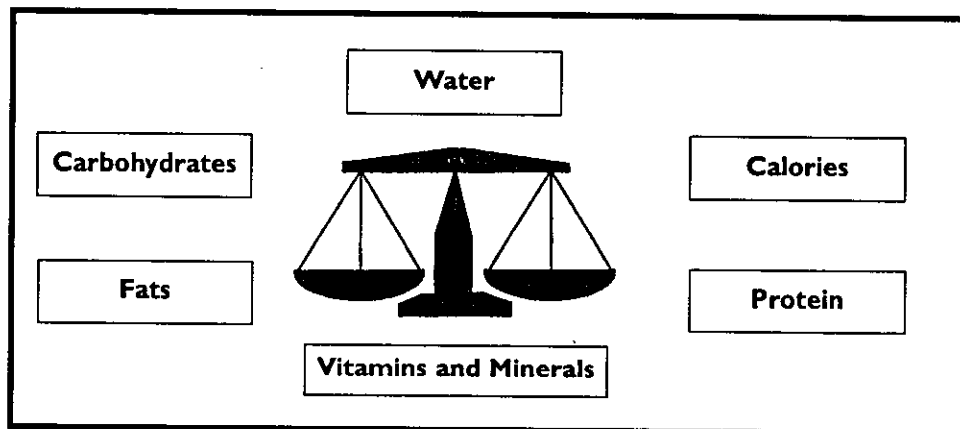 Water
Carbohydrates
Calories
Fats
Protein
Vitamins and Minerals